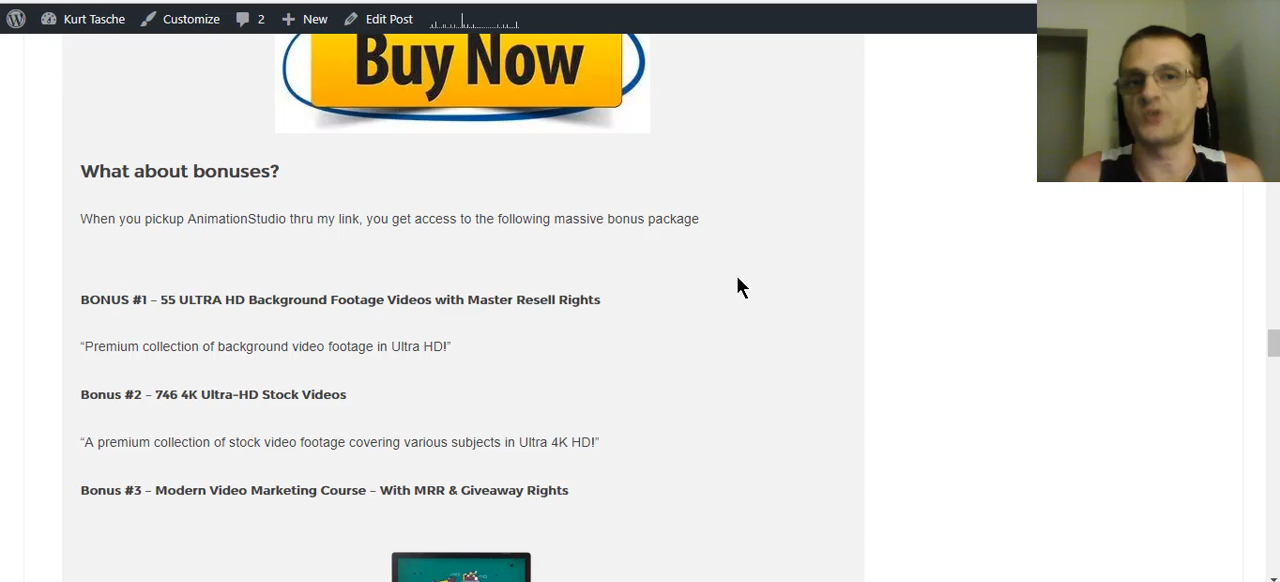 Kurt Tasche Customize 2 New Edit Post
Buy Now
What about bonuses?
When you pickup AnimationStudio thru my link, you get access to the following massive bonus package
BONUS #1 – 55 ULTRA HD Background Footage Videos with Master Resell Rights
“Premium collection of background video footage in Ultra HD!”
Bonus #2 – 746 4K Ultra-HD Stock Videos
“A premium collection of stock video footage covering various subjects in Ultra 4K HD!”
Bonus #3 – Modern Video Marketing Course – With MRR & Giveaway Rights